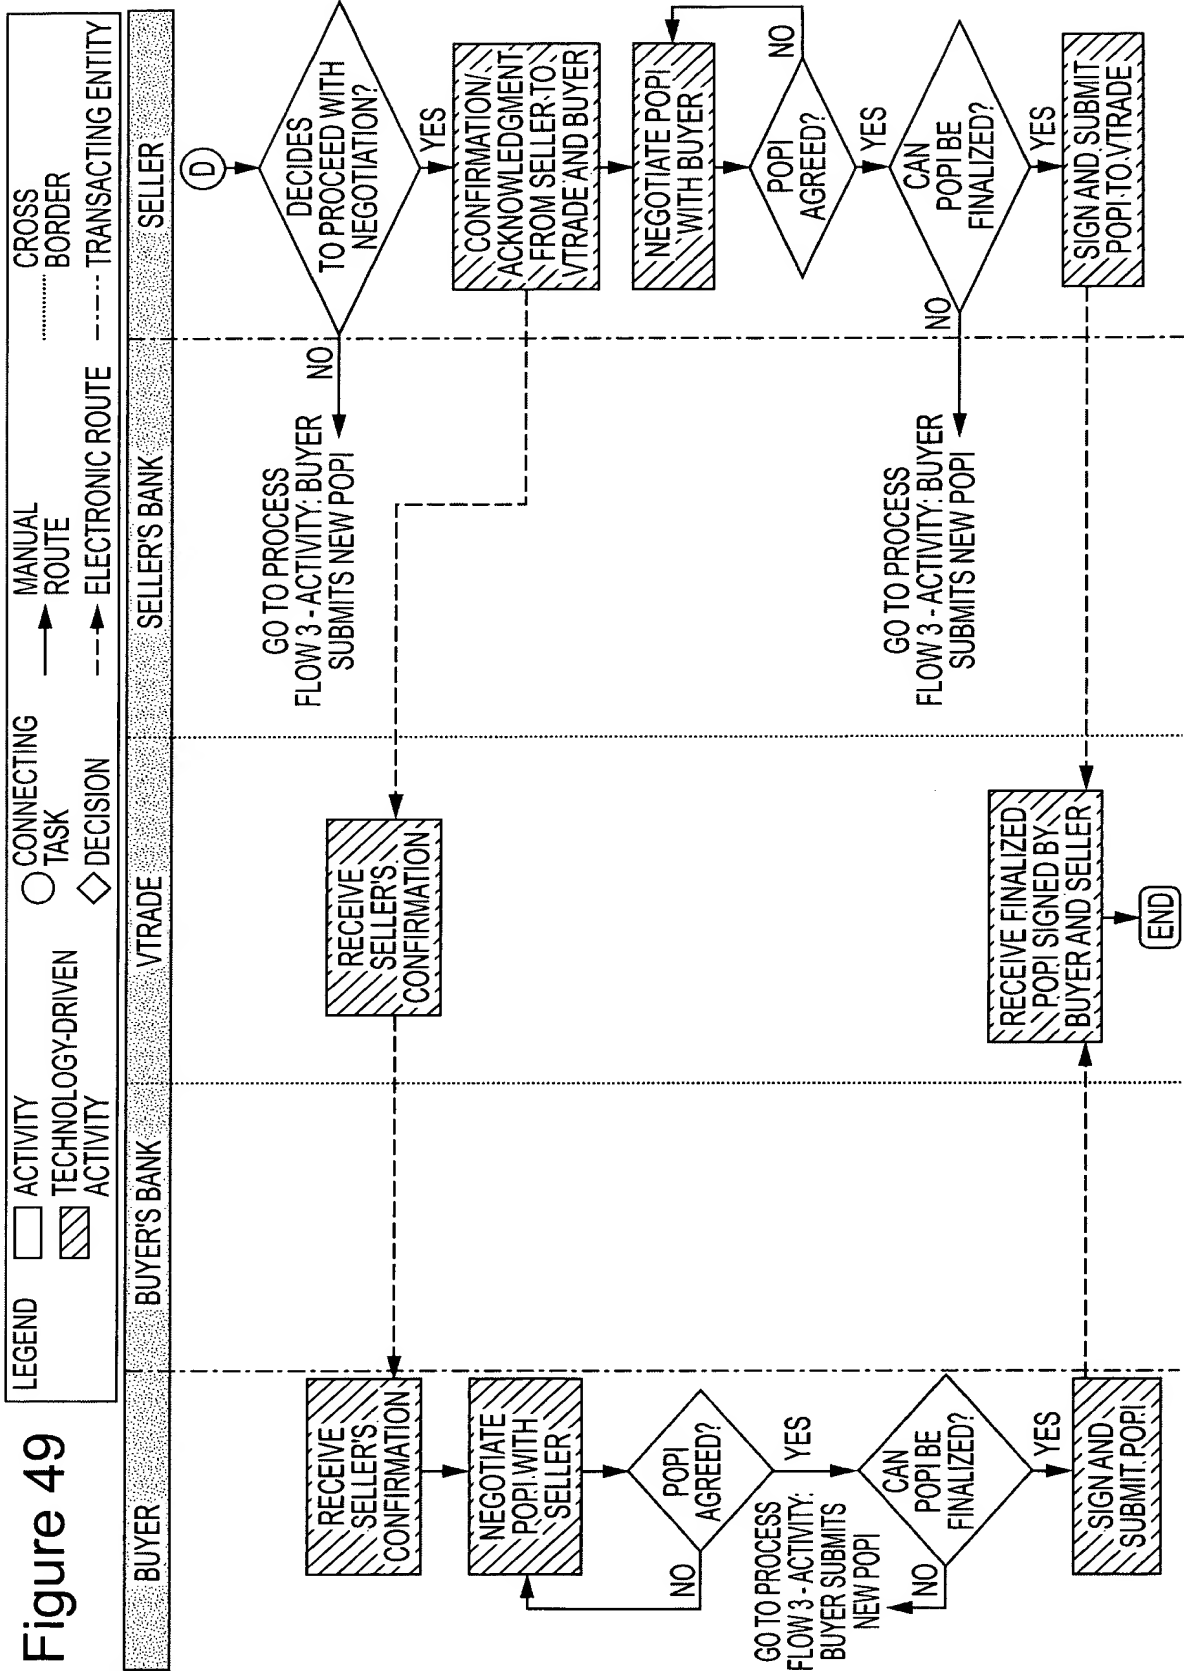 Figure 49
LEGEND
ACTIVITY
TECHNOLOGY-DRIVEN
ACTIVITY
CONNECTING
TASK
DECISION
MANUAL
ROUTE
ELECTRONIC ROUTE
CROSS
BORDER
TRANSACTING ENTITY
BUYER
BUYER'S BANK
VTRADE
SELLER'S BANK
SELLER
D
DECIDES
TO PROCEED WITH
NEGOTIATION?
NO
YES
GO TO PROCESS
FLOW 3 - ACTIVITY: BUYER
SUBMITS NEW POPI
CONFIRMATION/
ACKNOWLEDGMENT
FROM SELLER TO
VTRADE AND BUYER
RECEIVE
SELLER'S
CONFIRMATION
RECEIVE
SELLER'S
CONFIRMATION
NEGOTIATE
POPI WITH
SELLER
POPI
AGREED?
NO
YES
GO TO PROCESS
FLOW 3 - ACTIVITY:
BUYER SUBMITS
NEW POPI
CAN
POPI BE
FINALIZED?
NO
YES
SIGN AND
SUBMIT POPI
NEGOTIATE POPI
WITH BUYER
POPI
AGREED?
NO
YES
CAN
POPI BE
FINALIZED?
NO
YES
GO TO PROCESS
FLOW 3 - ACTIVITY: BUYER
SUBMITS NEW POPI
SIGN AND SUBMIT
POPI TO VTRADE
RECEIVE FINALIZED
POPI SIGNED BY
BUYER AND SELLER
END